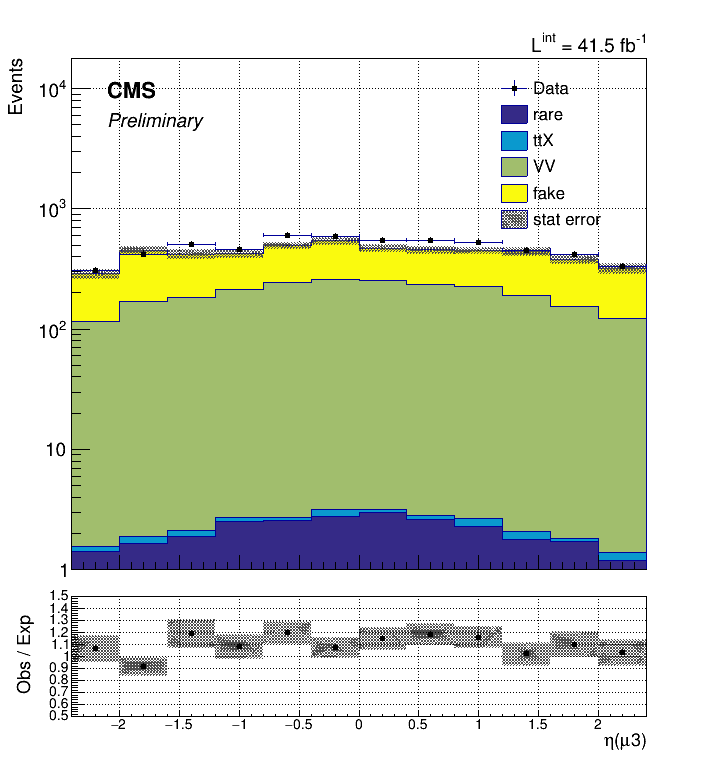 L^int = 41.5 fb^-1
Events
CMS
Preliminary
Data
rare
ttX
VV
fake
stat error
10^4
10^3
10^2
10
1
Obs / Exp
1.5
1.4
1.3
1.2
1.1
1
0.9
0.8
0.7
0.6
0.5
−2 −1.5 −1 −0.5 0 0.5 1 1.5 2
η(μ3)